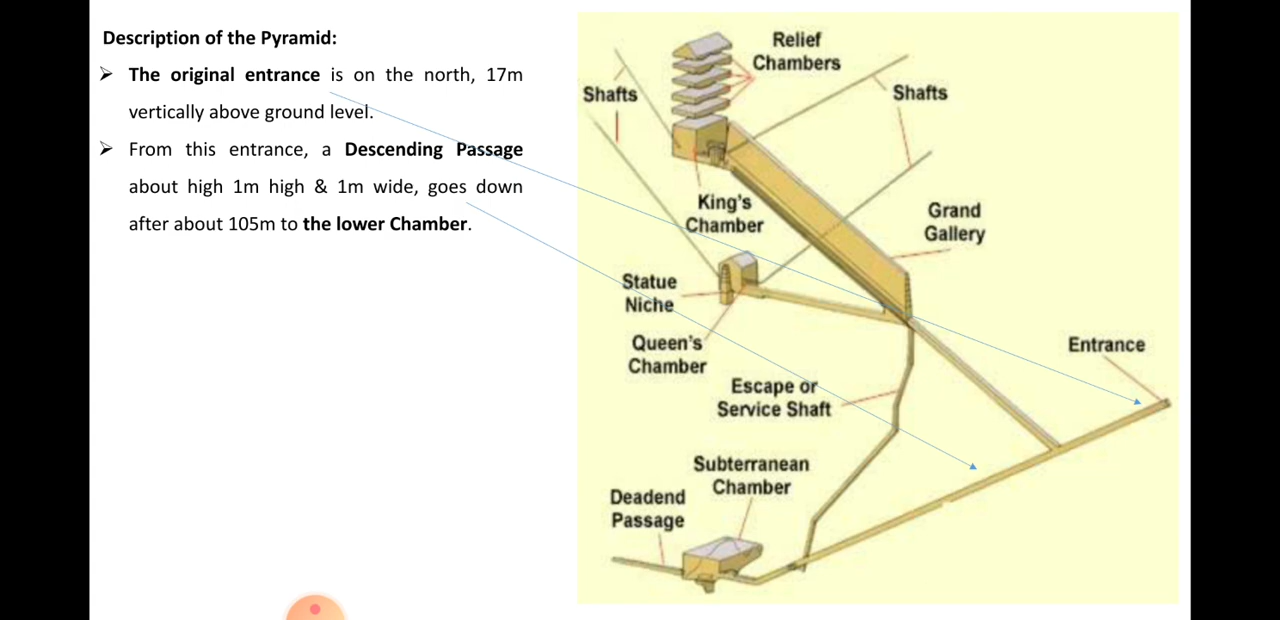 Description of the Pyramid:
➢ The original entrance is on the north, 17m
vertically above ground level.
➢ From this entrance, a Descending Passage
about high 1m high & 1m wide, goes down
after about 105m to the lower Chamber.
Relief
Chambers
Shafts
Shafts
King's
Chamber
Grand
Gallery
Statue
Niche
Queen's
Chamber
Entrance
Escape or
Service Shaft
Subterranean
Chamber
Deadend
Passage